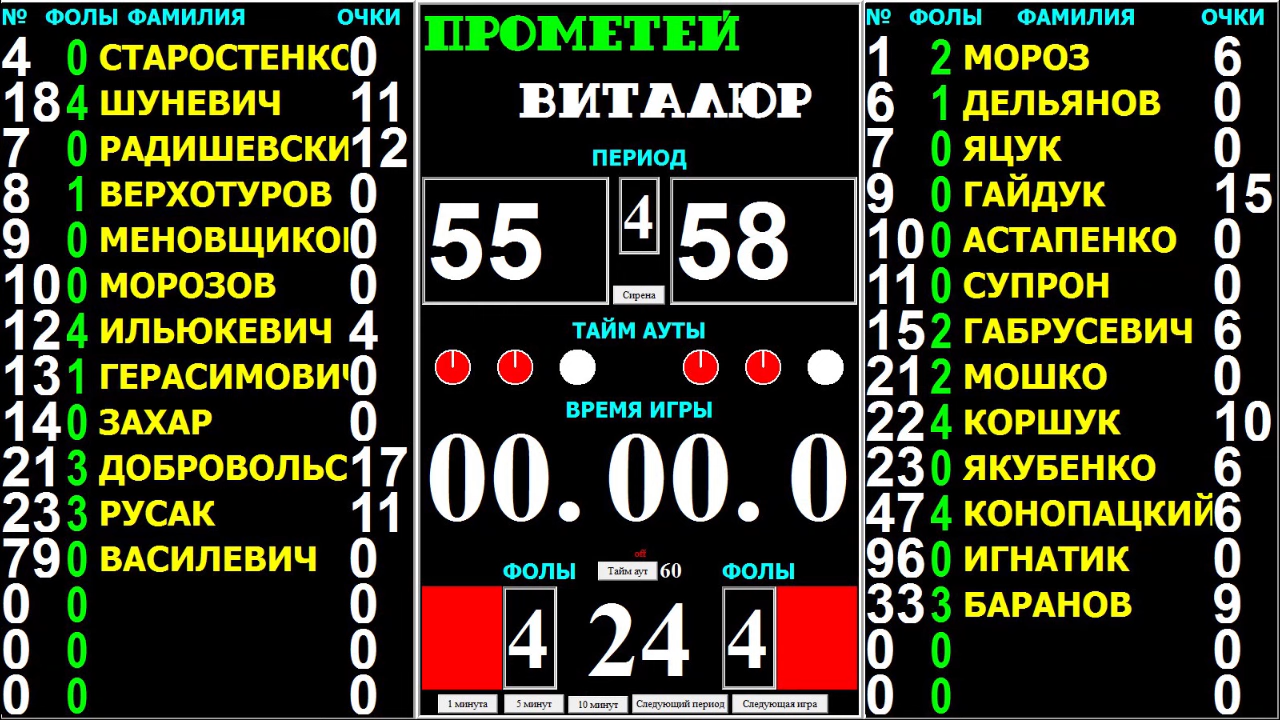 № ФОЛЫ ФАМИЛИЯ ОЧКИ
4 0 СТАРОСТЕНКО 0
18 4 ШУНЕВИЧ 11
7 0 РАДИШЕВСКИ 12
8 1 ВЕРХОТУРОВ 0
9 0 МЕНОВЩИКОВ 0
10 0 МОРОЗОВ 0
12 4 ИЛЬЮКЕВИЧ 4
13 1 ГЕРАСИМОВИЧ 0
14 0 ЗАХАР 0
21 3 ДОБРОВОЛЬС 17
23 3 РУСАК 11
79 0 ВАСИЛЕВИЧ 0
0 0 0
0 0 0
0 0 0
ПРОМЕТЕЙ
ВИТАЛЮР
ПЕРИОД
55 4 58
Сирена
ТАЙМ АУТЫ
ВРЕМЯ ИГРЫ
00. 00. 0
off
ФОЛЫ Тайм аут 60 ФОЛЫ
4 24 4
1 минута 5 минут 10 минут Следующий период Следующая игра
№ ФОЛЫ ФАМИЛИЯ ОЧКИ
1 2 МОРОЗ 6
6 1 ДЕЛЬЯНОВ 0
7 0 ЯЦУК 0
9 0 ГАЙДУК 15
10 0 АСТАПЕНКО 0
11 0 СУПРОН 0
15 2 ГАБРУСЕВИЧ 6
21 2 МОШКО 0
22 4 КОРШУК 10
23 0 ЯКУБЕНКО 6
47 4 КОНОПАЦКИЙ 6
96 0 ИГНАТИК 0
33 3 БАРАНОВ 9
0 0 0
0 0 0